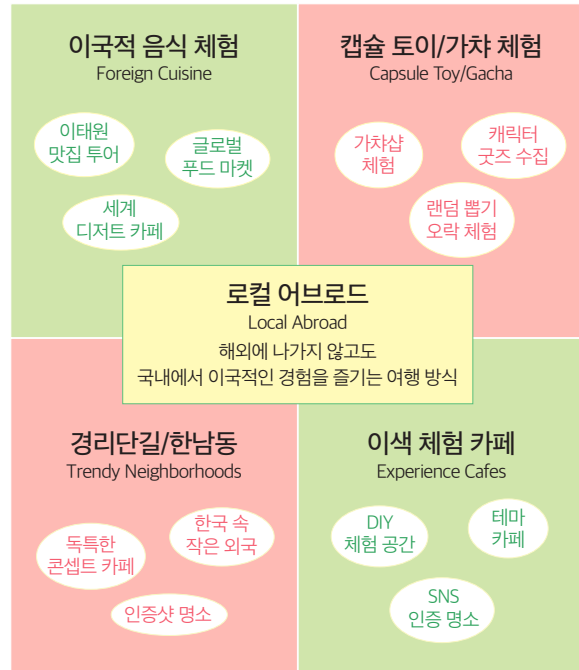 이국적 음식 체험
Foreign Cuisine
이태원
맛집 투어
글로벌
푸드 마켓
세계
디저트 카페
캡슐 토이/가챠 체험
Capsule Toy/Gacha
가챠샵
체험
캐릭터
굿즈 수집
랜덤 뽑기
오락 체험
로컬 어브로드
Local Abroad
해외에 나가지 않고도
국내에서 이국적인 경험을 즐기는 여행 방식
경리단길/한남동
Trendy Neighborhoods
독특한
콘셉트 카페
한국 속
작은 외국
인증샷 명소
이색 체험 카페
Experience Cafes
DIY
체험 공간
테마
카페
SNS
인증 명소